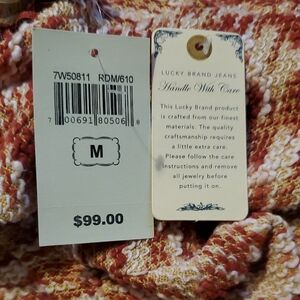 7W50811 RDM/610
7 00691 80506 8
M
$99.00
LUCKY BRAND JEANS
Handle With Care
This Lucky Brand product
is crafted from our finest
materials. The quality
craftsmanship requires
a little extra care.
Please follow the care
instructions and remove
all jewelry before
putting it on.